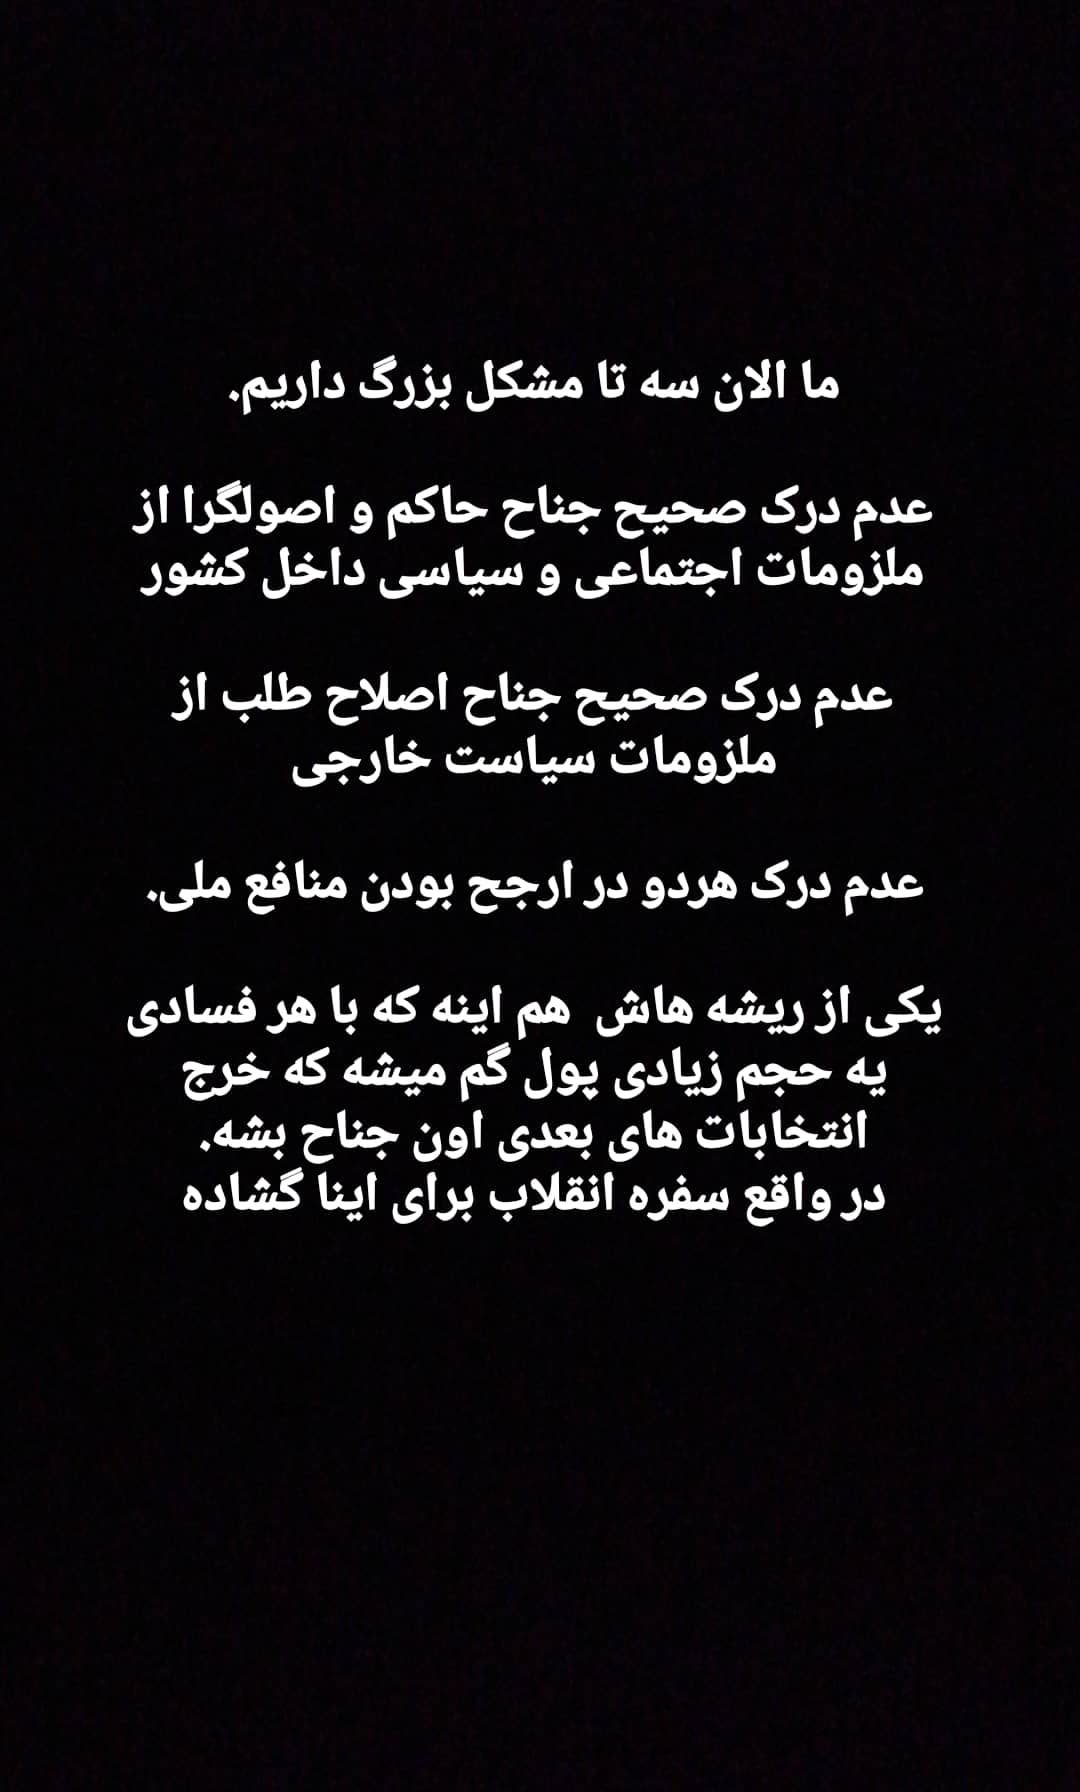 ما الان سه تا مشکل بزرگ داریم.
عدم درک صحیح جناح حاکم و اصولگرا از
ملزومات اجتماعی و سیاسی داخل کشور
عدم درک صحیح جناح اصلاح طلب از
ملزومات سیاست خارجی
عدم درک هردو در ارجح بودن منافع ملی.
یکی از ریشه هاش  هم اینه که با هر فسادی
یه حجم زیادی پول گم میشه که خرج
انتخابات های بعدی اون جناح بشه.
در واقع سفره انقلاب برای اینا گشاده